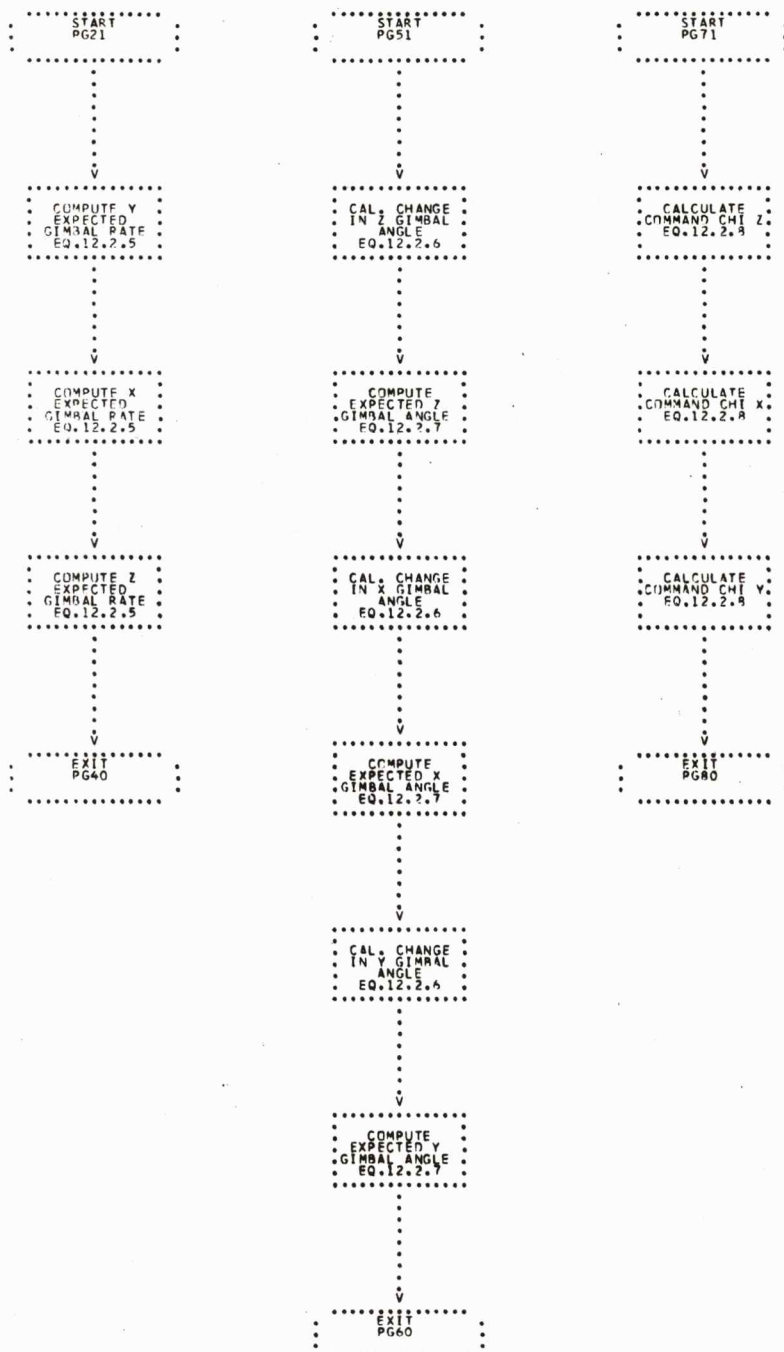 START
PG21
COMPUTE Y
EXPECTED
GIMBAL RATE
EQ.12.2.5
COMPUTE X
EXPECTED
GIMBAL RATE
EQ.12.2.5
COMPUTE Z
EXPECTED
GIMBAL RATE
EQ.12.2.5
EXIT
PG40
START
PG51
CAL. CHANGE
IN Z GIMBAL
ANGLE
EQ.12.2.6
COMPUTE
EXPECTED Z
GIMBAL ANGLE
EQ.12.2.7
CAL. CHANGE
IN X GIMBAL
ANGLE
EQ.12.2.6
COMPUTE
EXPECTED X
GIMBAL ANGLE
EQ.12.2.7
CAL. CHANGE
IN Y GIMBAL
ANGLE
EQ.12.2.6
COMPUTE
EXPECTED Y
GIMBAL ANGLE
EQ.12.2.7
EXIT
PG60
START
PG71
CALCULATE
COMMAND CHI Z
EQ.12.2.8
CALCULATE
COMMAND CHI X
EQ.12.2.8
CALCULATE
COMMAND CHI Y
EQ.12.2.8
EXIT
PG80